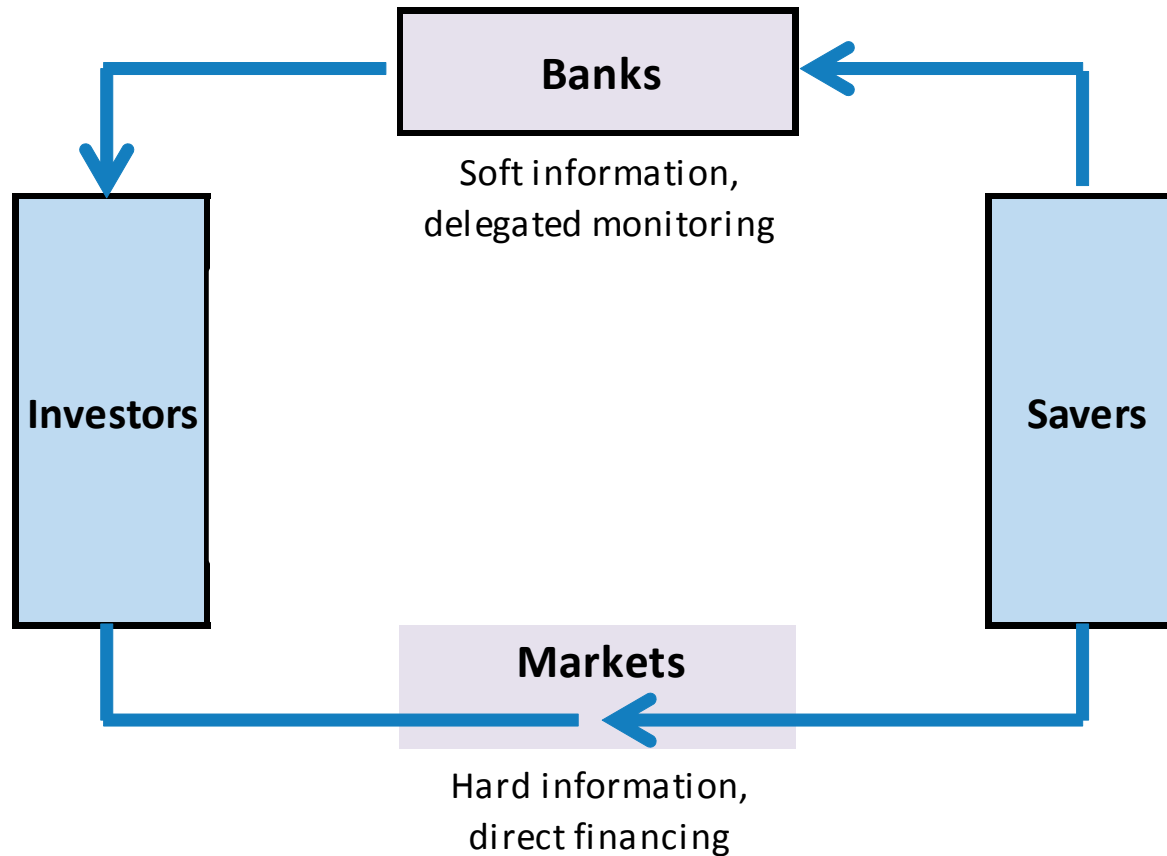 Banks
Soft information,
delegated monitoring
Investors
Savers
Markets
Hard information,
direct financing